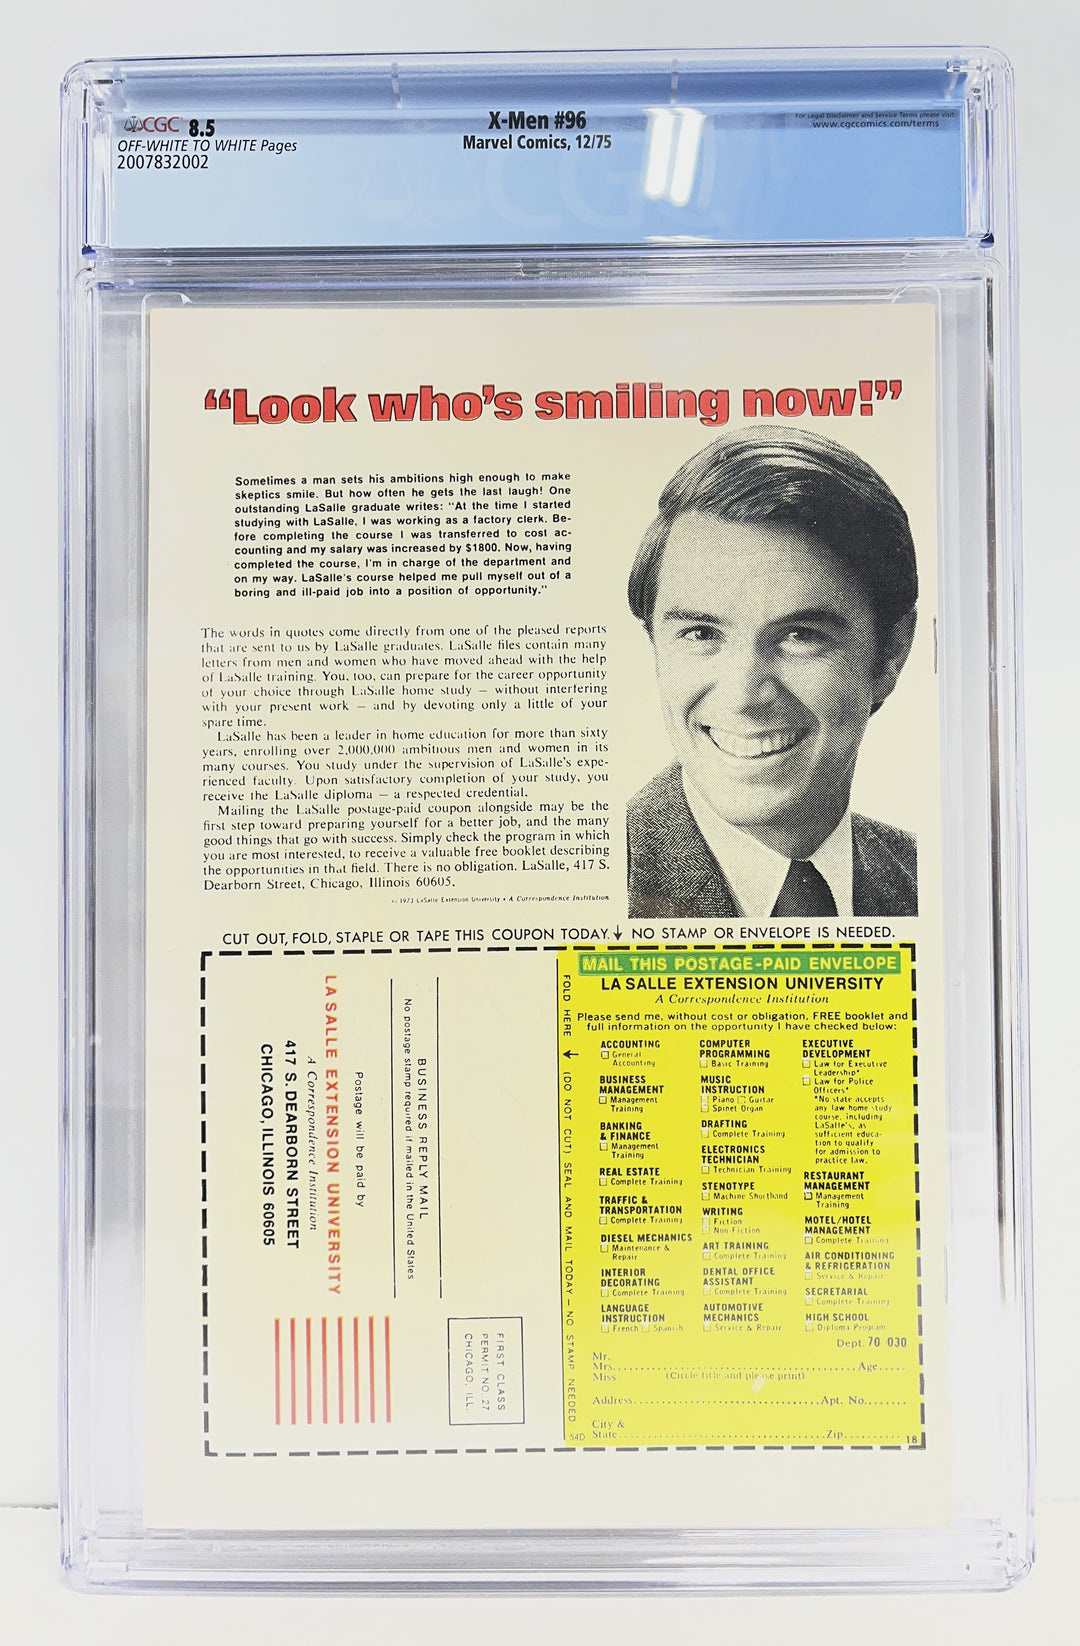 CGC 8.5
OFF-WHITE TO WHITE Pages
2007832002
X-Men #96
Marvel Comics, 12/75
For Legal Disclaimers and Service Terms please visit:
www.cgccomics.com/terms
CGC
“Look who’s smiling now!”
Sometimes a man sets his ambitions high enough to make
skeptics smile. But how often he gets the last laugh! One
outstanding LaSalle graduate writes: "At the time I started
studying with LaSalle, I was working as a factory clerk. Be-
fore completing the course I was transferred to cost ac-
counting and my salary was increased by $1800. Now, having
completed the course, I'm in charge of the department and
on my way. LaSalle's course helped me pull myself out of a
boring and ill-paid job into a position of opportunity."
The words in quotes come directly from one of the pleased reports
that are sent to us by LaSalle graduates. LaSalle files contain many
letters from men and women who have moved ahead with the help
of LaSalle training. You, too, can prepare for the career opportunity
of your choice through LaSalle home study — without interfering
with your present work — and by devoting only a little of your
spare time.
LaSalle has been a leader in home education for more than sixty
years, enrolling over 2,000,000 ambitious men and women in its
many courses. You study under the supervision of LaSalle's expe-
rienced faculty. Upon satisfactory completion of your study, you
receive the LaSalle diploma — a respected credential.
Mailing the LaSalle postage-paid coupon alongside may be the
first step toward preparing yourself for a better job, and the many
good things that go with success. Simply check the program in which
you are most interested, to receive a valuable free booklet describing
the opportunities in that field. There is no obligation. LaSalle, 417 S.
Dearborn Street, Chicago, Illinois 60605.
© 1973 LaSalle Extension University • A Correspondence Institution
CUT OUT, FOLD, STAPLE OR TAPE THIS COUPON TODAY. ↓ NO STAMP OR ENVELOPE IS NEEDED.
FIRST CLASS
PERMIT NO. 27
CHICAGO, ILL.
BUSINESS REPLY MAIL
No postage stamp required if mailed in the United States
Postage will be paid by
LA SALLE EXTENSION UNIVERSITY
A Correspondence Institution
417 S. DEARBORN STREET
CHICAGO, ILLINOIS 60605
FOLD HERE ↓ (DO NOT CUT) SEAL AND MAIL TODAY — NO STAMP NEEDED
MAIL THIS POSTAGE-PAID ENVELOPE
LA SALLE EXTENSION UNIVERSITY
A Correspondence Institution
Please send me, without cost or obligation, FREE booklet and
full information on the opportunity I have checked below:
ACCOUNTING
☐ General
Accounting
BUSINESS
MANAGEMENT
☐ Management
Training
BANKING
& FINANCE
☐ Management
Training
REAL ESTATE
☐ Complete Training
TRAFFIC &
TRANSPORTATION
☐ Complete Training
DIESEL MECHANICS
☐ Maintenance &
Repair
INTERIOR
DECORATING
☐ Complete Training
LANGUAGE
INSTRUCTION
☐ French ☐ Spanish
COMPUTER
PROGRAMMING
☐ Basic Training
MUSIC
INSTRUCTION
☐ Piano ☐ Guitar
☐ Spinet Organ
DRAFTING
☐ Complete Training
ELECTRONICS
TECHNICIAN
☐ Technician Training
STENOTYPE
☐ Machine Shorthand
WRITING
☐ Fiction
☐ Non-Fiction
ART TRAINING
☐ Complete Training
DENTAL OFFICE
ASSISTANT
☐ Complete Training
AUTOMOTIVE
MECHANICS
☐ Service & Repair
EXECUTIVE
DEVELOPMENT
☐ Law for Executive
Leadership*
☐ Law for Police
Officers*
*No state accepts
any law home study
course, including
LaSalle's, as
sufficient educa-
tion to qualify
for admission to
practice law.
RESTAURANT
MANAGEMENT
☐ Management
Training
MOTEL/HOTEL
MANAGEMENT
☐ Complete Training
AIR CONDITIONING
& REFRIGERATION
☐ Service & Repair
SECRETARIAL
☐ Complete Training
HIGH SCHOOL
☐ Diploma Program
Dept. 70 030
Mr.
Mrs. Age
Miss (Circle title and please print)
Address Apt. No.
City &
State Zip
54D
18